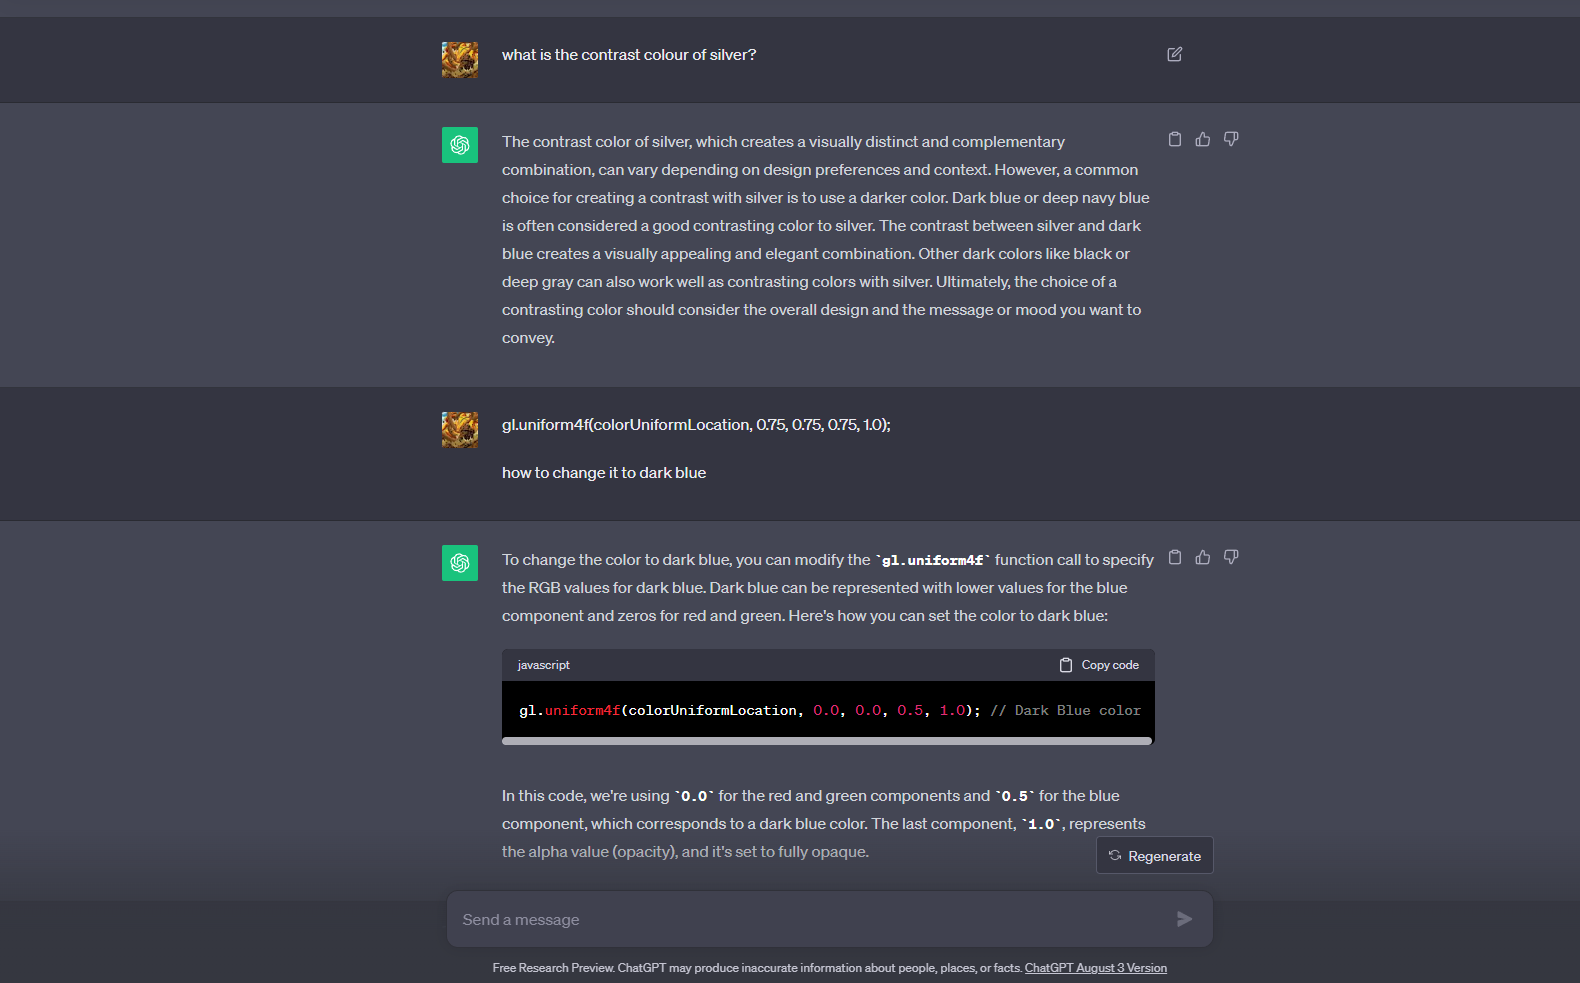 what is the contrast colour of silver?
The contrast color of silver, which creates a visually distinct and complementary
combination, can vary depending on design preferences and context. However, a common
choice for creating a contrast with silver is to use a darker color. Dark blue or deep navy blue
is often considered a good contrasting color to silver. The contrast between silver and dark
blue creates a visually appealing and elegant combination. Other dark colors like black or
deep gray can also work well as contrasting colors with silver. Ultimately, the choice of a
contrasting color should consider the overall design and the message or mood you want to
convey.
gl.uniform4f(colorUniformLocation, 0.75, 0.75, 0.75, 1.0);
how to change it to dark blue
To change the color to dark blue, you can modify the `gl.uniform4f` function call to specify
the RGB values for dark blue. Dark blue can be represented with lower values for the blue
component and zeros for red and green. Here's how you can set the color to dark blue:
javascript
Copy code
gl.uniform4f(colorUniformLocation, 0.0, 0.0, 0.5, 1.0); // Dark Blue color
In this code, we're using `0.0` for the red and green components and `0.5` for the blue
component, which corresponds to a dark blue color. The last component, `1.0`, represents
the alpha value (opacity), and it's set to fully opaque.
Regenerate
Send a message
Free Research Preview. ChatGPT may produce inaccurate information about people, places, or facts. ChatGPT August 3 Version